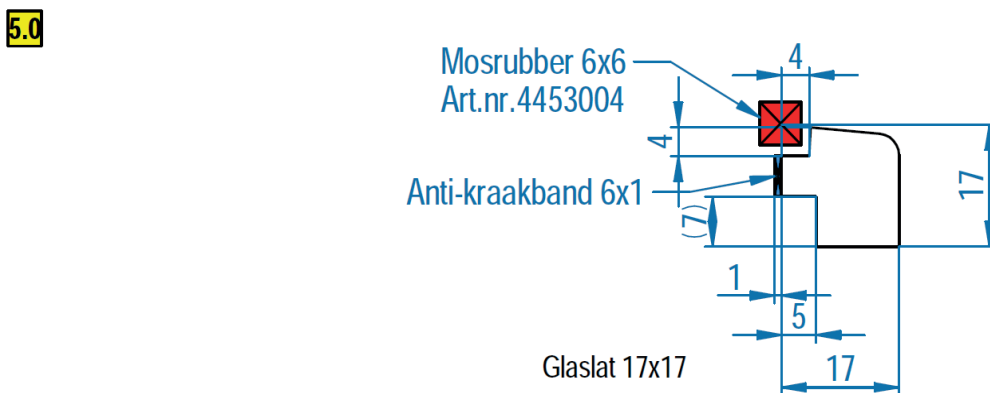 5.0
Mosrubber 6x6
Art.nr.4453004
4
4
Anti-kraakband 6x1
17
(7)
1
5
Glaslat 17x17
17